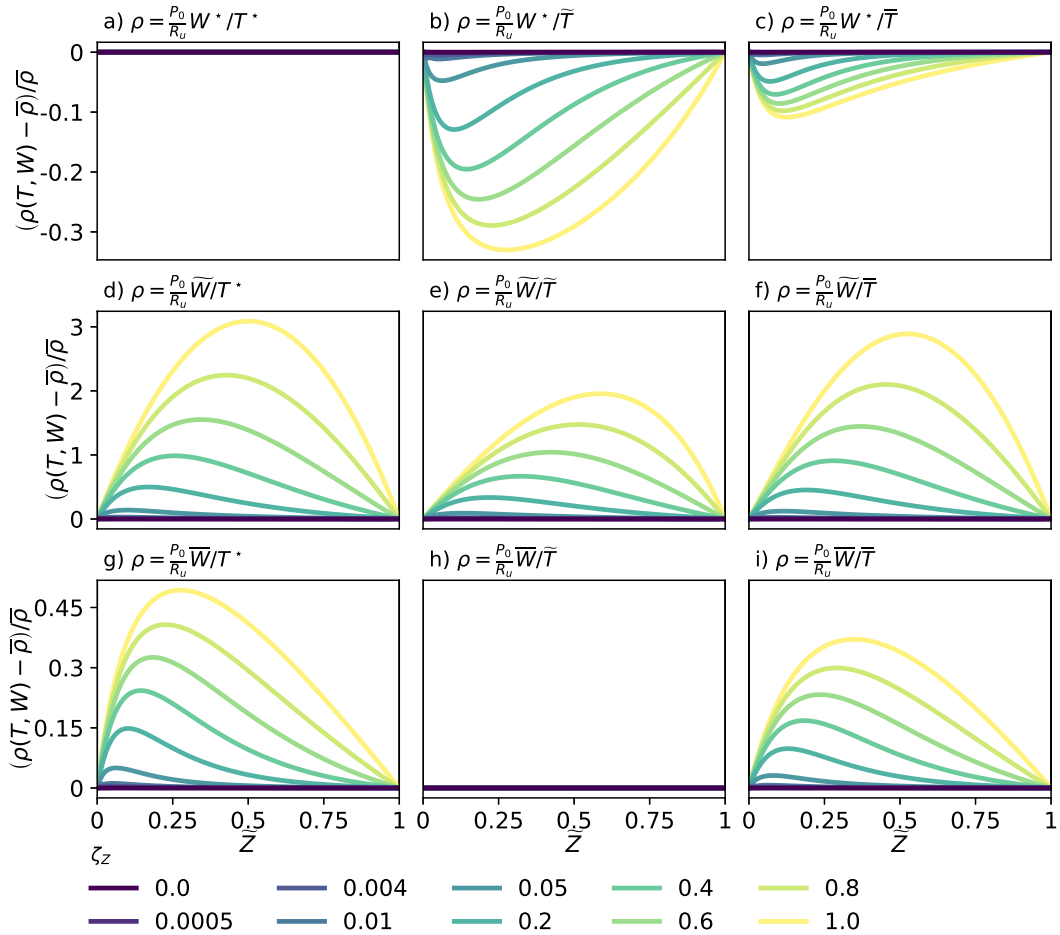 a) ρ = P₀/Rᵤ W⋆/T⋆
b) ρ = P₀/Rᵤ W⋆/T̃
c) ρ = P₀/Rᵤ W⋆/T̅
(ρ(T, W) − ρ̅)/ρ̅
0
-0.1
-0.2
-0.3
d) ρ = P₀/Rᵤ W̃/T⋆
e) ρ = P₀/Rᵤ W̃/T̃
f) ρ = P₀/Rᵤ W̃/T̅
(ρ(T, W) − ρ̅)/ρ̅
3
2
1
0
g) ρ = P₀/Rᵤ W̅/T⋆
h) ρ = P₀/Rᵤ W̅/T̃
i) ρ = P₀/Rᵤ W̅/T̅
(ρ(T, W) − ρ̅)/ρ̅
0.45
0.3
0.15
0
0 0.25 0.5 0.75 1
0 0.25 0.5 0.75 1
0 0.25 0.5 0.75 1
Z̃ Z̃ Z̃
ζ_Z
0.0 0.004 0.05 0.4 0.8
0.0005 0.01 0.2 0.6 1.0